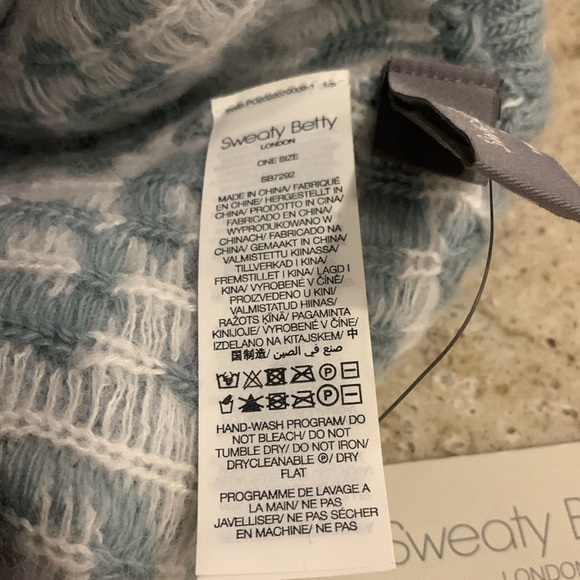 Sweaty Betty
LONDON
ONE SIZE
SB7292
MADE IN CHINA/ FABRIQUÉ
EN CHINE/ HERGESTELLT IN
CHINA/ PRODOTTO IN CINA/
FABRICADO EN CHINA/
WYPRODUKOWANO W
CHINACH/ FABRICADO NA
CHINA/ GEMAAKT IN CHINA/
VALMISTETTU KIINASSA/
TILLVERKAD I KINA/
FREMSTILLET I KINA/ LAGD I
KINA/ VYROBENÉ V ČÍNĚ/
PROIZVEDENO U KINI/
VALMISTATUD HIINAS/
RAŽOTS ĶĪNĀ/ PAGAMINTA
KINIJOJE/ VYROBENÉ V ČÍNE/
IZDELANO NA KITAJSKEM/ 中
国制造/ صنع في الصين/
HAND-WASH PROGRAM/ DO
NOT BLEACH/ DO NOT
TUMBLE DRY/ DO NOT IRON/
DRYCLEANABLE Ⓟ/ DRY
FLAT
PROGRAMME DE LAVAGE A
LA MAIN/ NE PAS
JAVELLISER/ NE PAS SÉCHER
EN MACHINE/ NE PAS
Sweaty B
LONDON